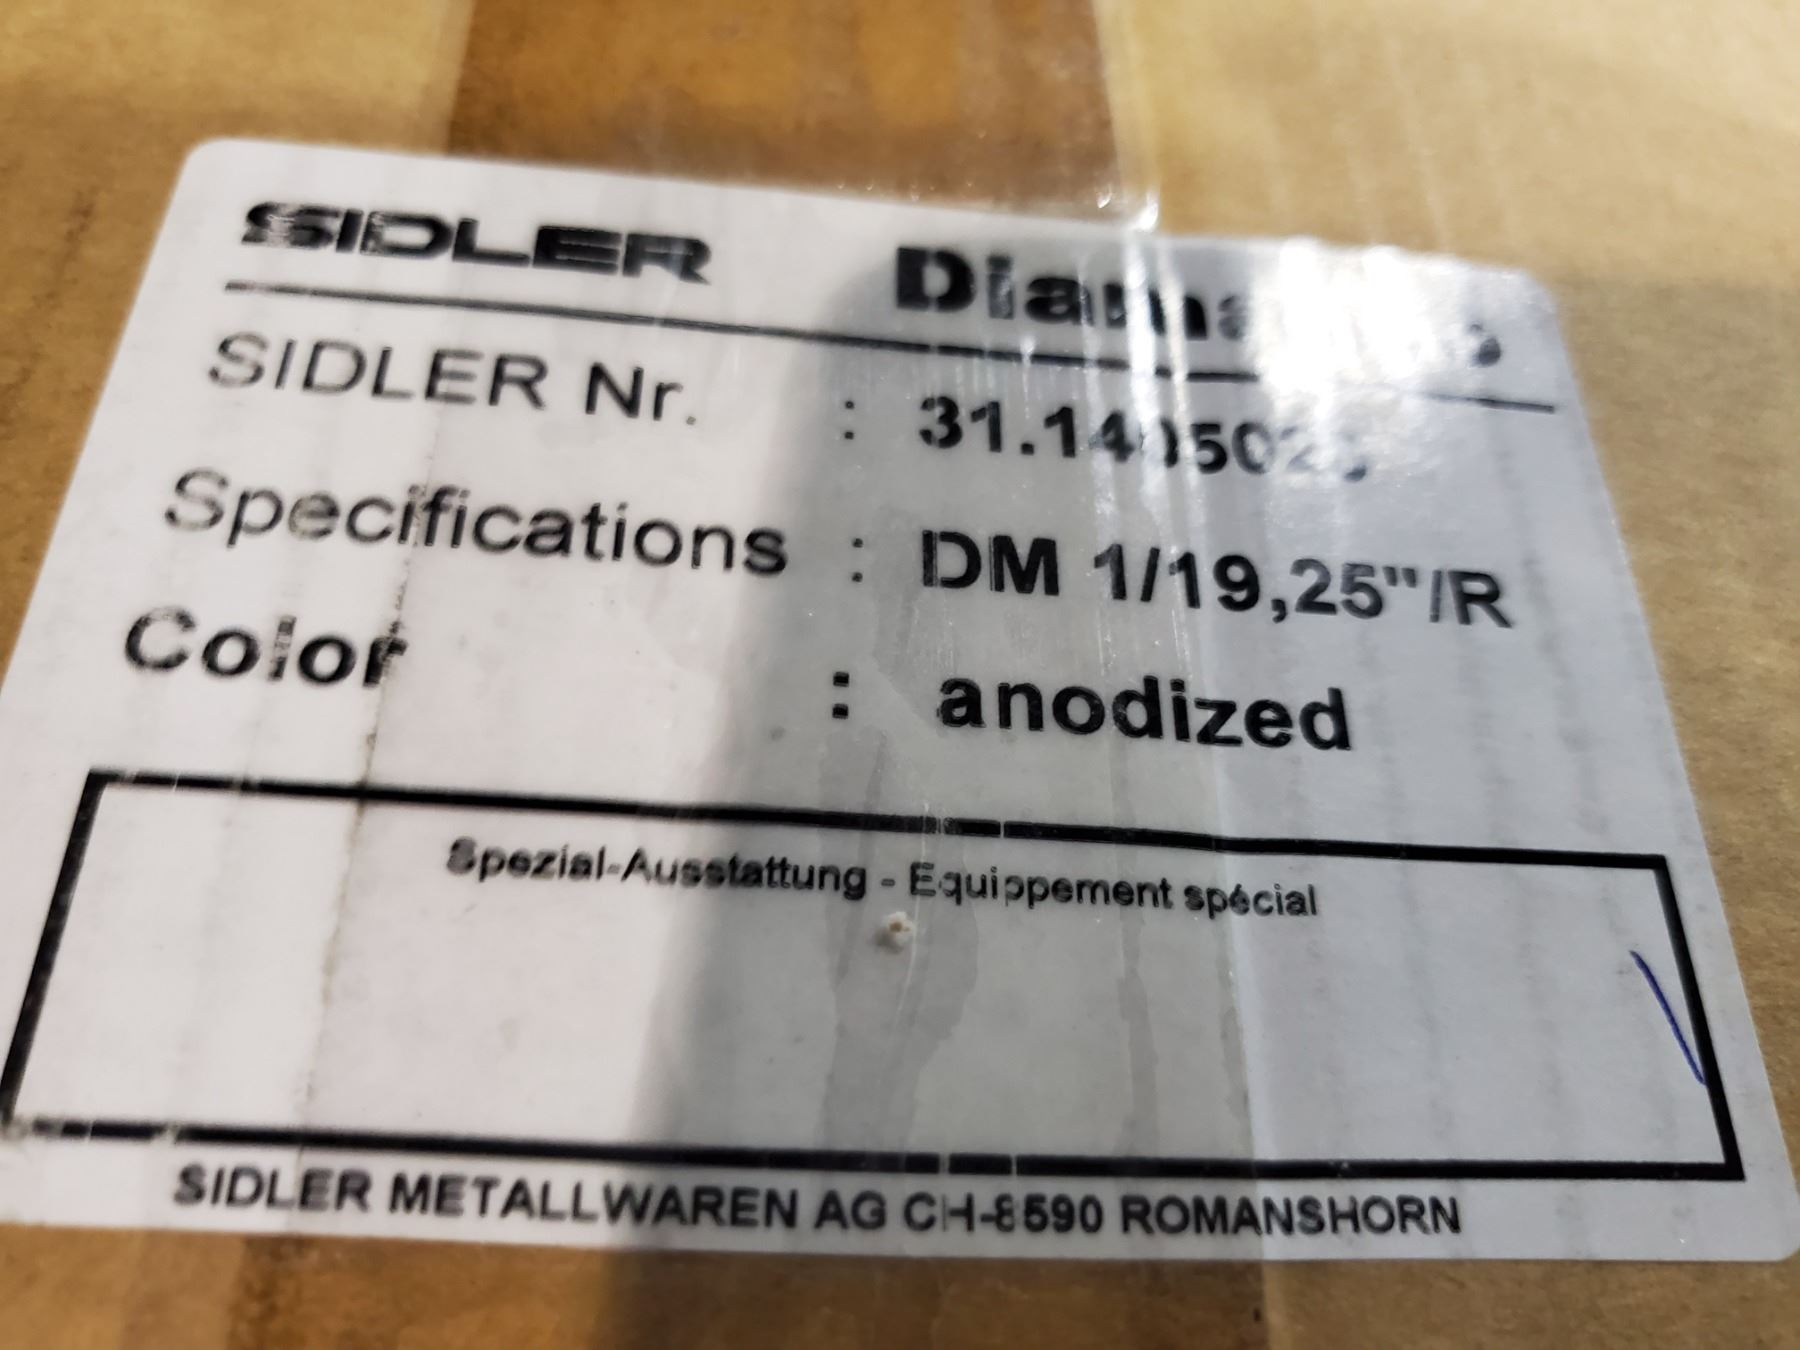 SIDLER
SIDLER Nr. :
Specifications : DM 1/19,25"/R
Color : anodized
Spezial-Ausstattung - Equippement spécial
SIDLER METALLWAREN AG CH-8590 ROMANSHORN